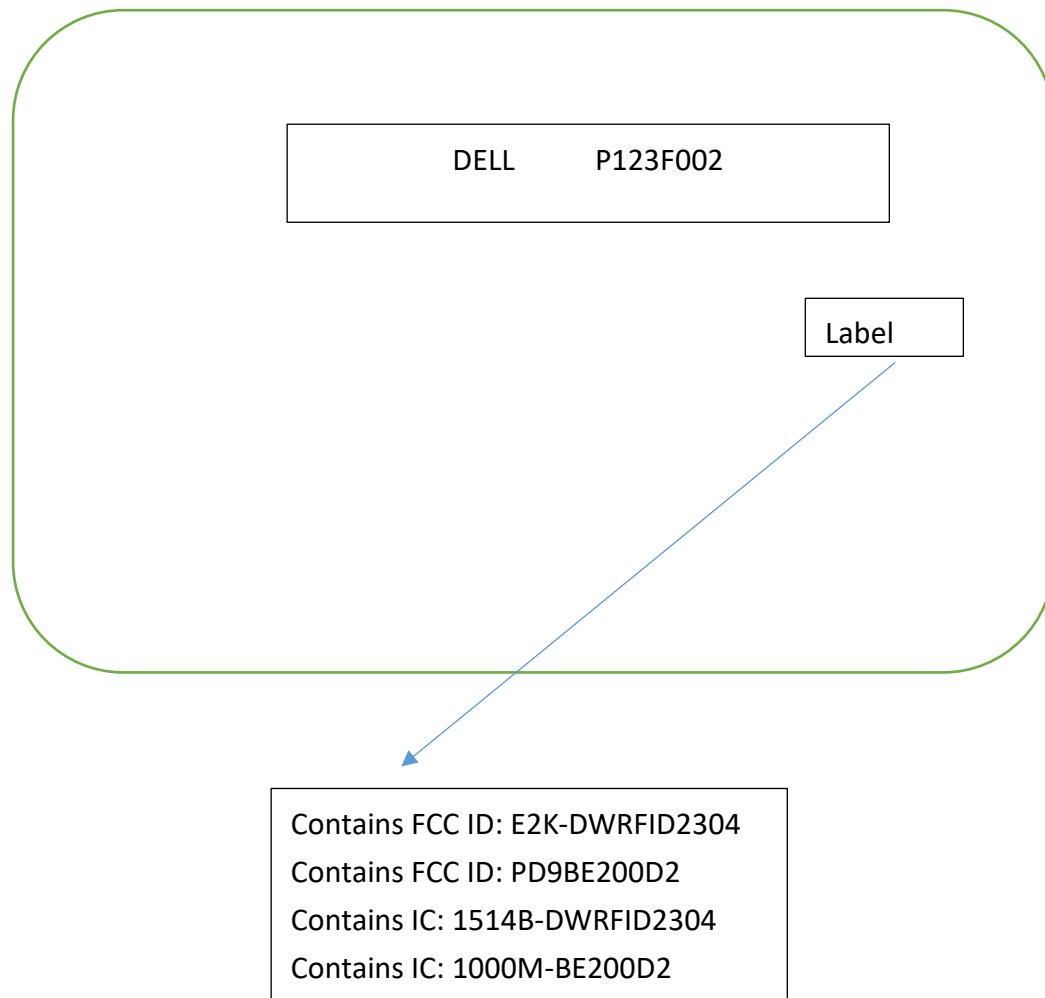 DELL P123F002
Label
Contains FCC ID: E2K-DWRFID2304
Contains FCC ID: PD9BE200D2
Contains IC: 1514B-DWRFID2304
Contains IC: 1000M-BE200D2